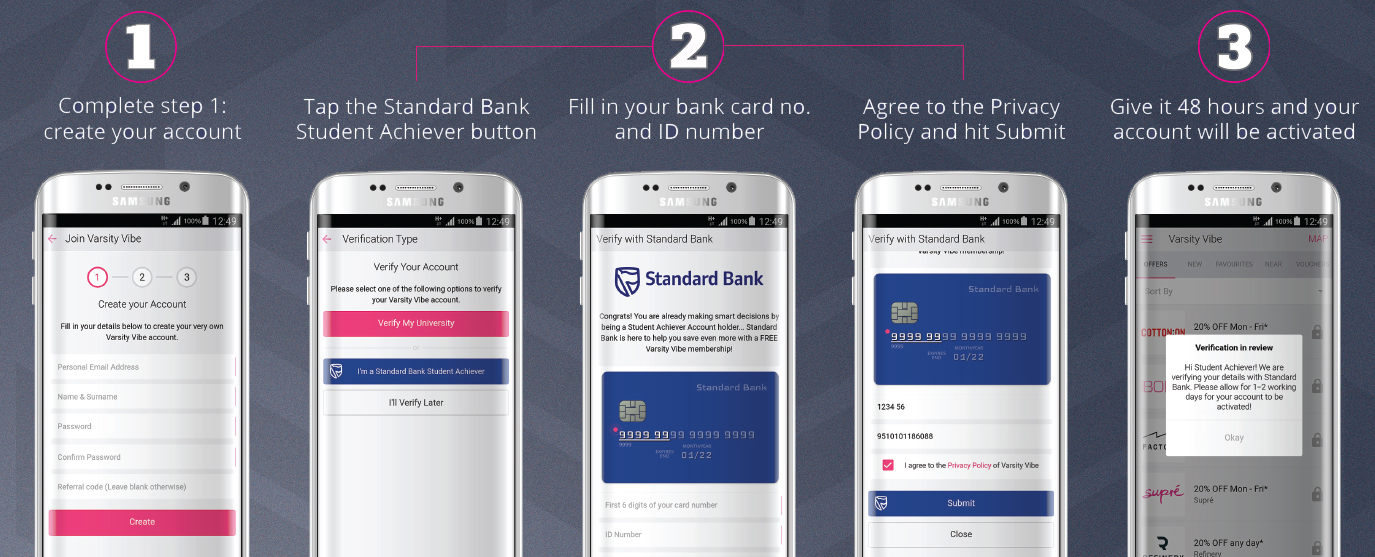 1
Complete step 1:
create your account
SAMSUNG
100% 12:49
Join Varsity Vibe
1
2
3
Create your Account
Fill in your details below to create your very own
Varsity Vibe account.
Personal Email Address
Name & Surname
Password
Confirm Password
Referral code (Leave blank otherwise)
Create
2
Tap the Standard Bank
Student Achiever button
SAMSUNG
100% 12:49
Verification Type
Verify Your Account
Please select one of the following options to verify
your Varsity Vibe account.
Verify My University
or
I'm a Standard Bank Student Achiever
I'll Verify Later
Fill in your bank card no.
and ID number
SAMSUNG
H+ 100% 12:49
Verify with Standard Bank
Standard Bank
Congrats! You are already making smart decisions by
being a Student Achiever Account holder... Standard
Bank is here to help you save even more with a FREE
Varsity Vibe membership!
Standard Bank
9999 9999 9999 9999
9999
MONTH/YEAR
EXPIRES
END
01/22
First 6 digits of your card number
ID Number
Agree to the Privacy
Policy and hit Submit
SAMSUNG
H+ 100% 12:49
Verify with Standard Bank
Varsity Vibe membership!
Standard Bank
9999 9999 9999 9999
9999
MONTH/YEAR
EXPIRES
END
01/22
1234 56
9510101186088
I agree to the Privacy Policy of Varsity Vibe
Submit
Close
3
Give it 48 hours and your
account will be activated
SAMSUNG
H+ 100% 12:49
Varsity Vibe MAP
OFFERS NEW FAVOURITES NEAR VOUCHERS
Sort By
COTTON:ON
20% OFF Mon - Fri*
Verification in review
Hi Student Achiever! We are
verifying your details with Standard
Bank. Please allow for 1-2 working
days for your account to be
activated!
Okay
BO
FACTO
supré
20% OFF Mon - Fri*
Supré
20% OFF any day*
Refinery
REFINERY